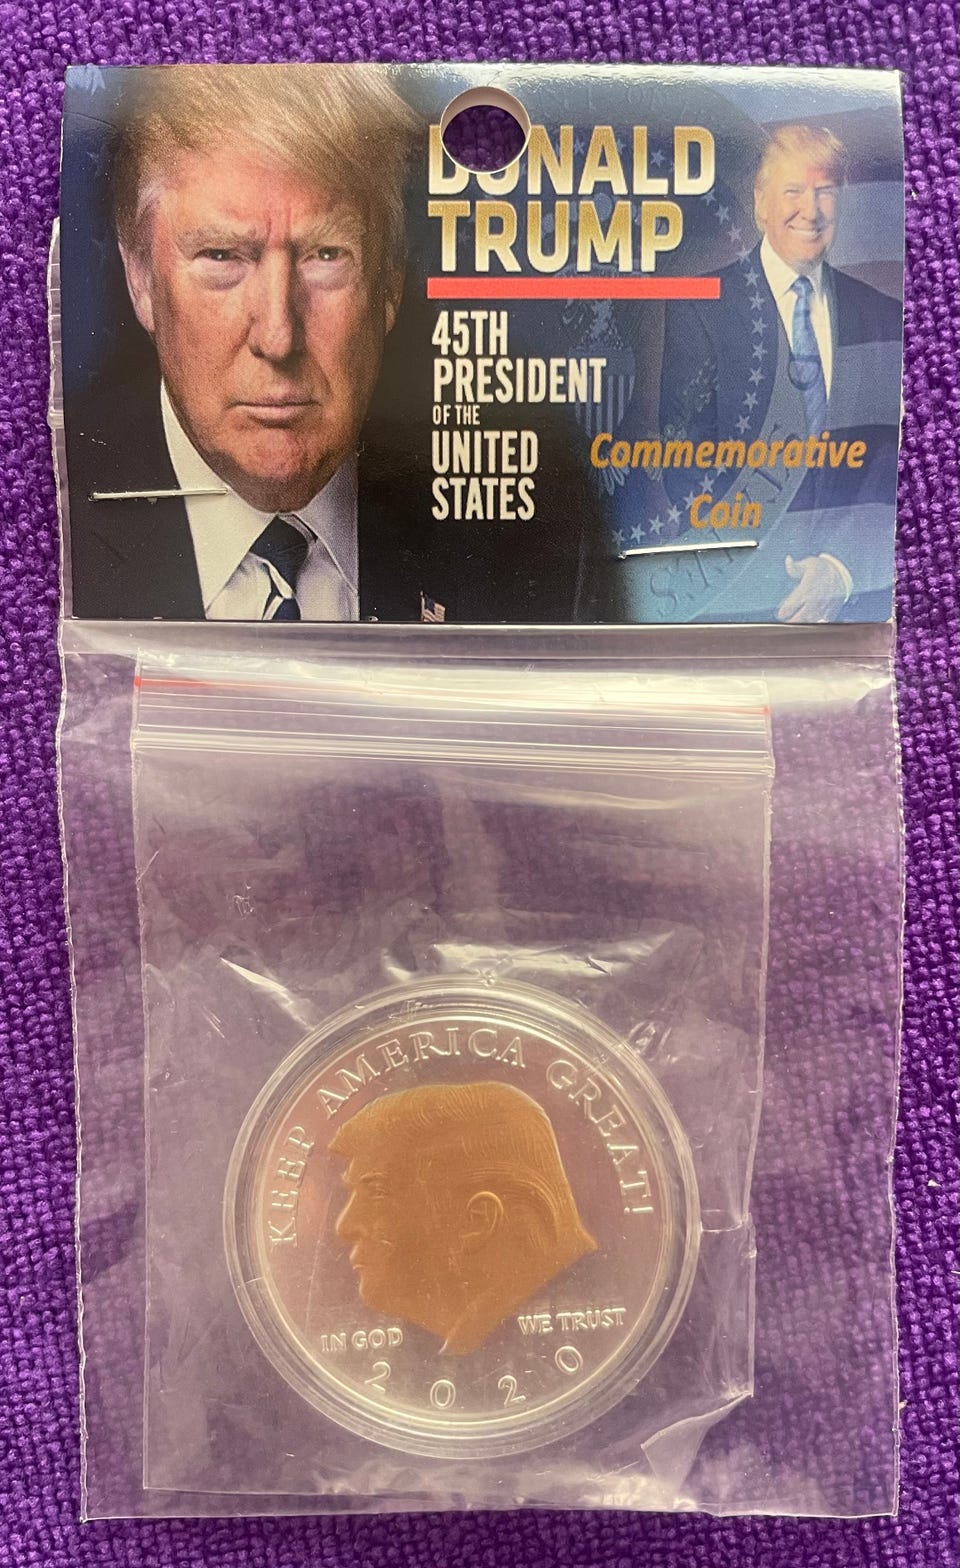 DONALD
TRUMP
45TH
PRESIDENT
OF THE
UNITED
STATES
Commemorative
Coin
KEEP AMERICA GREAT!
IN GOD WE TRUST
2020